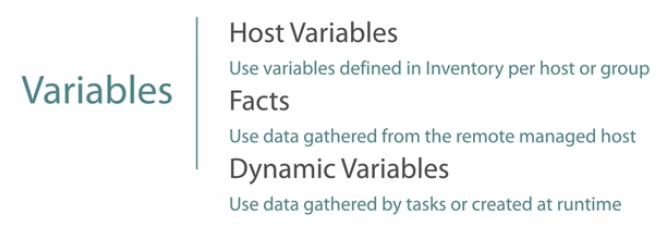 Variables
Host Variables
Use variables defined in Inventory per host or group
Facts
Use data gathered from the remote managed host
Dynamic Variables
Use data gathered by tasks or created at runtime